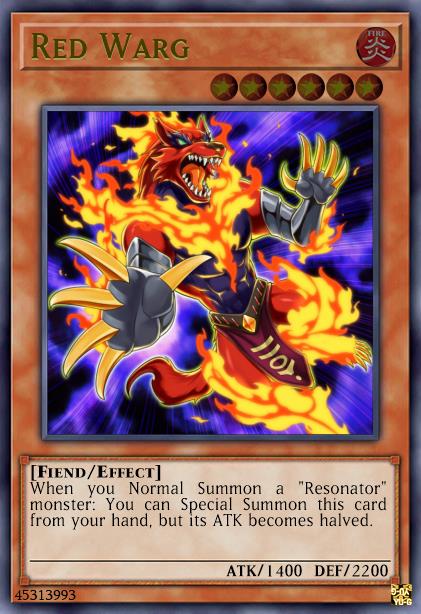 Red Warg
FIRE
炎
[Fiend/Effect]
When you Normal Summon a "Resonator"
monster: You can Special Summon this card
from your hand, but its ATK becomes halved.
ATK/1400 DEF/2200
45313993